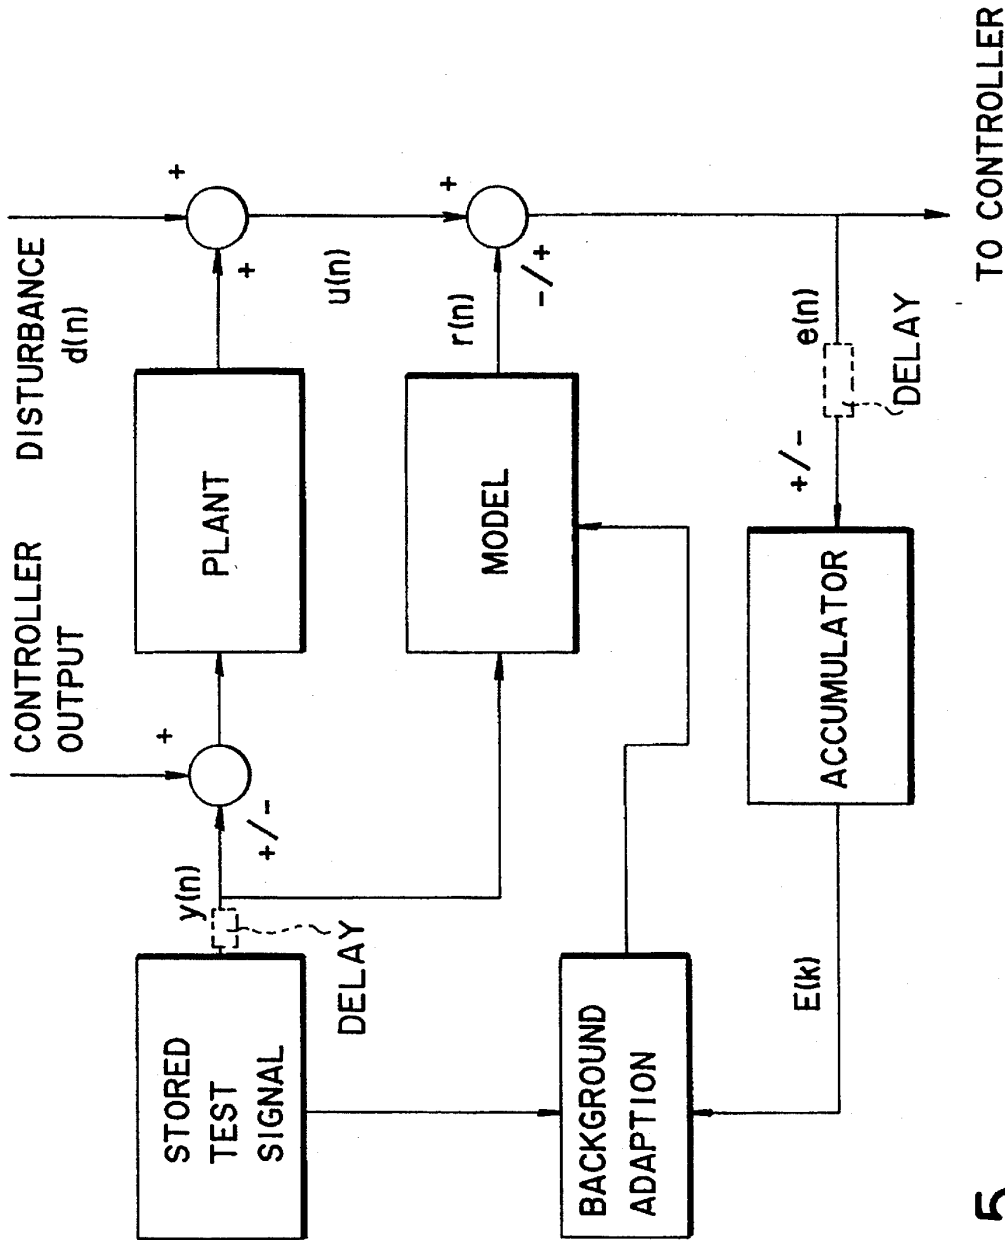 CONTROLLER
OUTPUT
DISTURBANCE
d(n)
+
+
STORED
TEST
SIGNAL
y(n)
+/-
PLANT
+
u(n)
+
DELAY
MODEL
r(n)
-/+
BACKGROUND
ADAPTION
E(k)
ACCUMULATOR
+/-
e(n)
DELAY
TO CONTROLLER
5